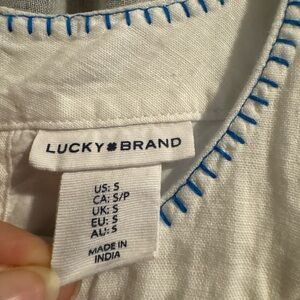 LUCKY BRAND
US: S
CA: S/P
UK: S
EU: S
AU: S
MADE IN
INDIA